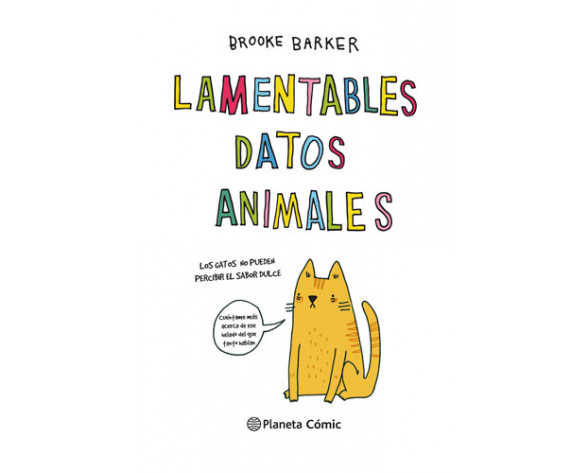 BROOKE BARKER
LAMENTABLES
DATOS
ANIMALES
LOS GATOS NO PUEDEN
PERCIBIR EL SABOR DULCE
Cuéntame más
acerca de ese
helado del que
tanto hablan
Planeta Cómic